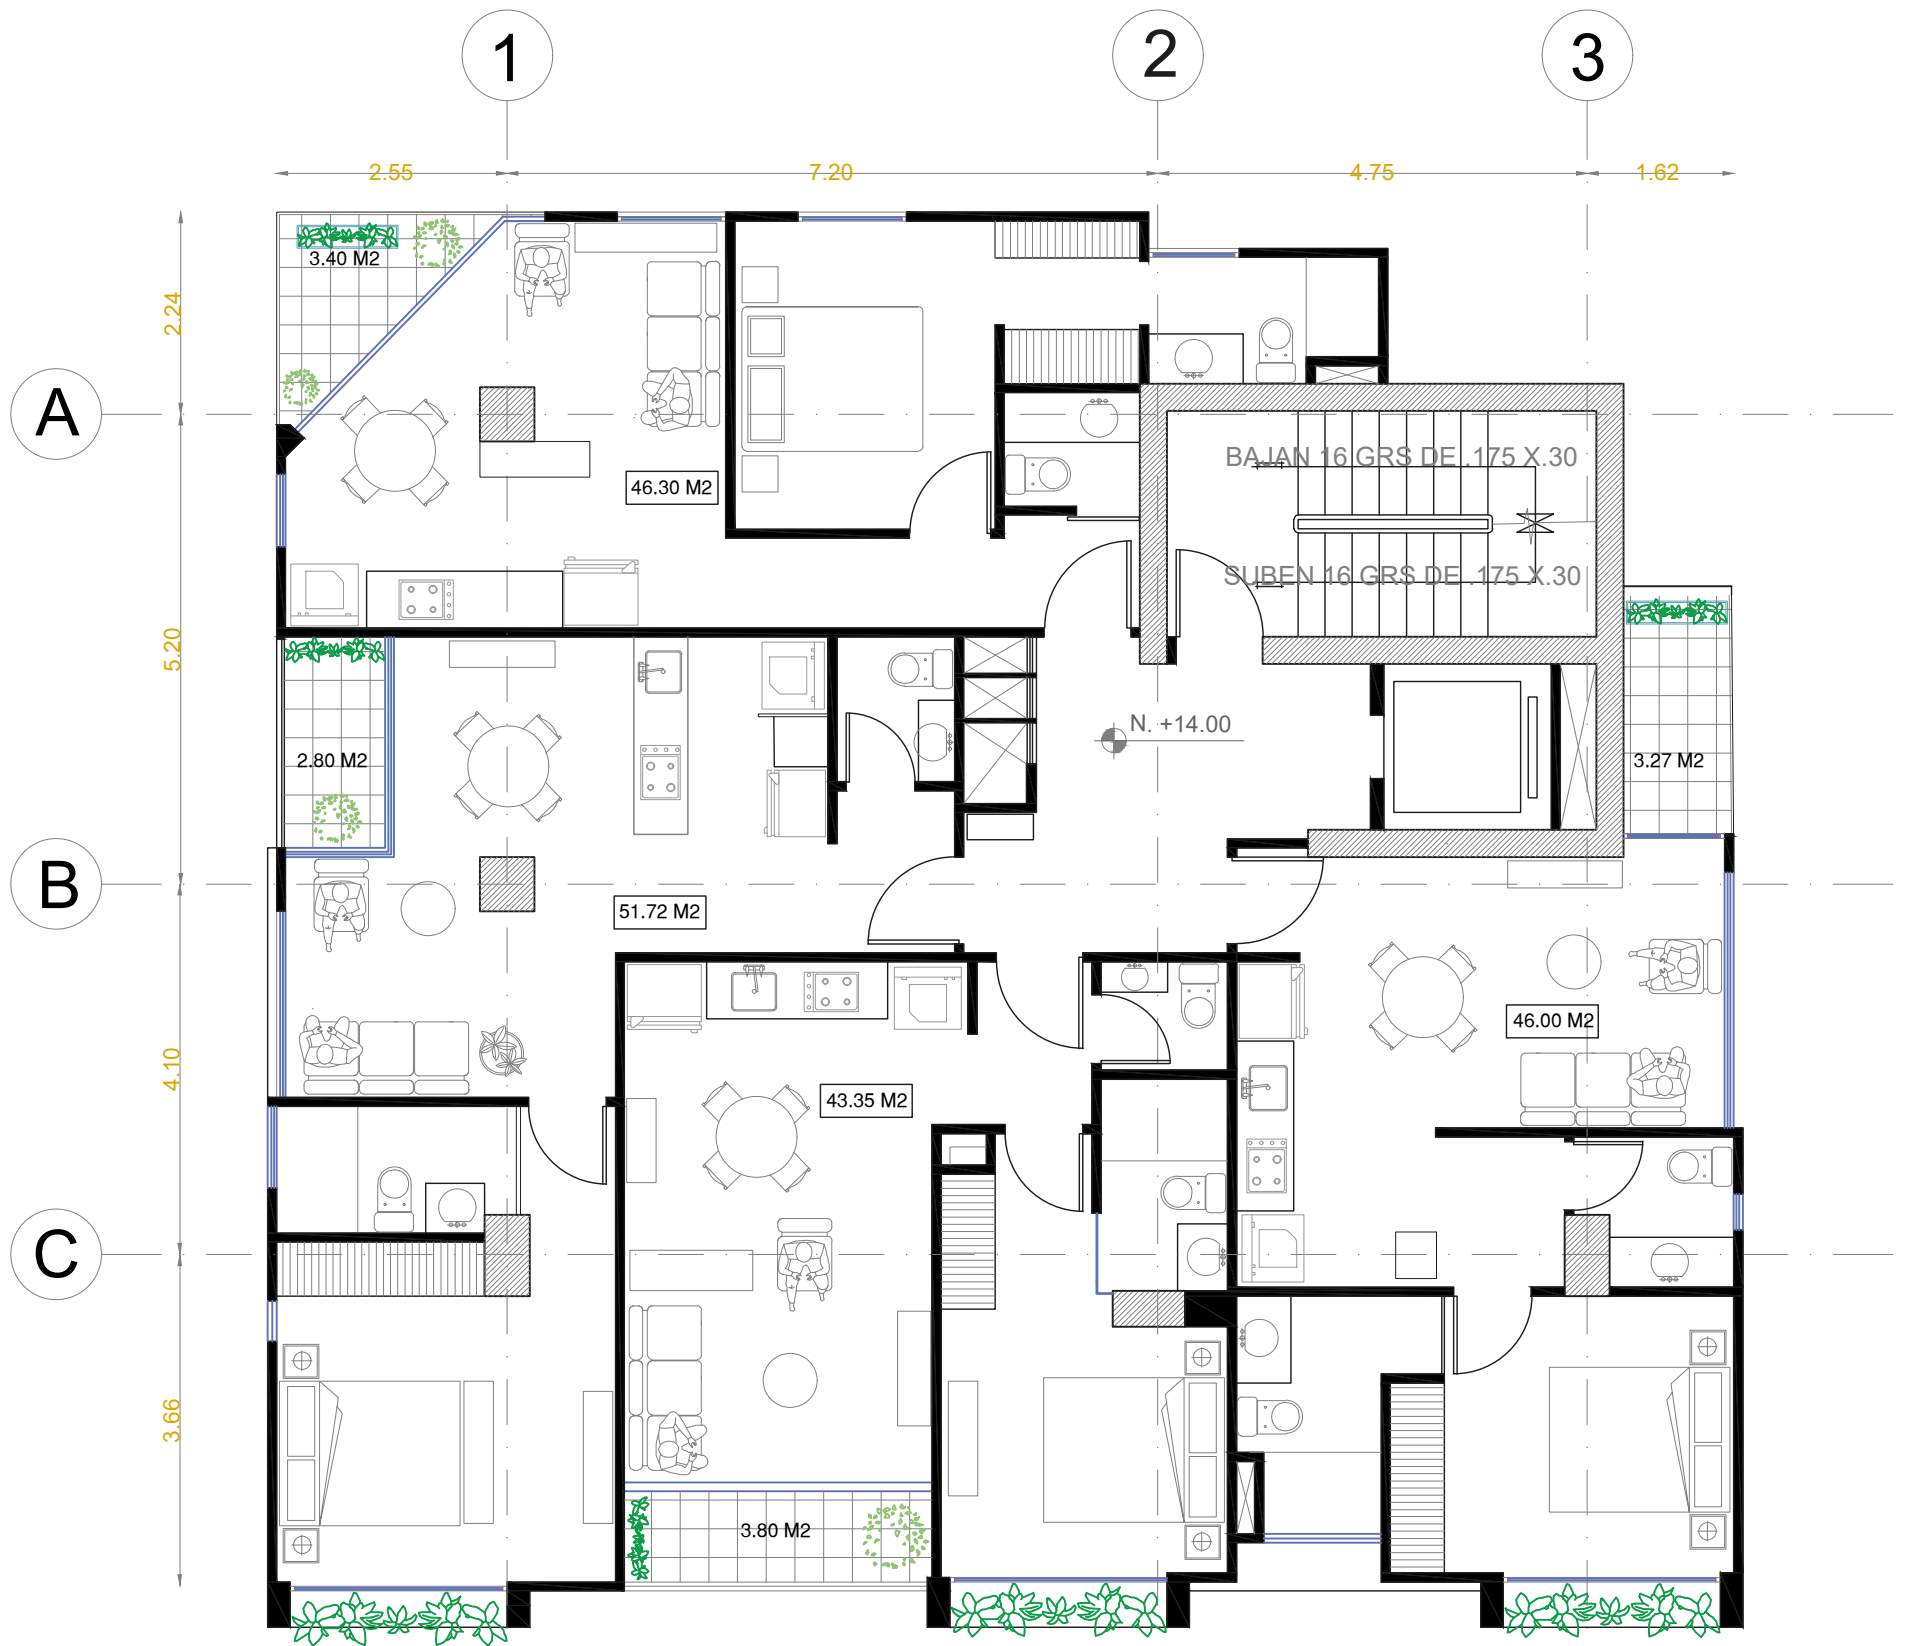 1
2
3
2.55
7.20
4.75
1.62
3.40 M2
2.24
A
BAJAN 16 GRS DE .175 X.30
46.30 M2
SUBEN 16 GRS DE .175 X.30
5.20
N. +14.00
2.80 M2
3.27 M2
B
51.72 M2
46.00 M2
4.10
43.35 M2
C
3.66
3.80 M2